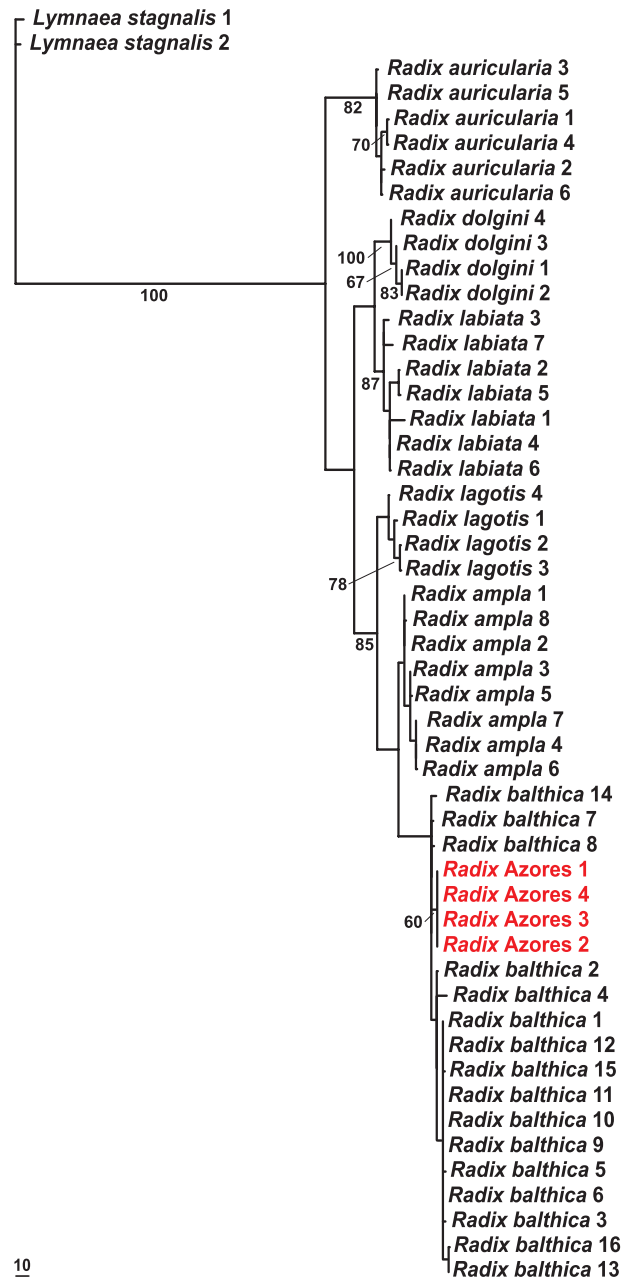 Lymnaea stagnalis 1
Lymnaea stagnalis 2
Radix auricularia 3
Radix auricularia 5
82
Radix auricularia 1
70
Radix auricularia 4
Radix auricularia 2
Radix auricularia 6
Radix dolgini 4
Radix dolgini 3
100
Radix dolgini 1
67
83
Radix dolgini 2
100
Radix labiata 3
Radix labiata 7
Radix labiata 2
87
Radix labiata 5
Radix labiata 1
Radix labiata 4
Radix labiata 6
Radix lagotis 4
Radix lagotis 1
Radix lagotis 2
Radix lagotis 3
78
Radix ampla 1
Radix ampla 8
85
Radix ampla 2
Radix ampla 3
Radix ampla 5
Radix ampla 7
Radix ampla 4
Radix ampla 6
Radix balthica 14
Radix balthica 7
Radix balthica 8
Radix Azores 1
Radix Azores 4
60
Radix Azores 3
Radix Azores 2
Radix balthica 2
Radix balthica 4
Radix balthica 1
Radix balthica 12
Radix balthica 15
Radix balthica 11
Radix balthica 10
Radix balthica 9
Radix balthica 5
Radix balthica 6
Radix balthica 3
Radix balthica 16
10
Radix balthica 13